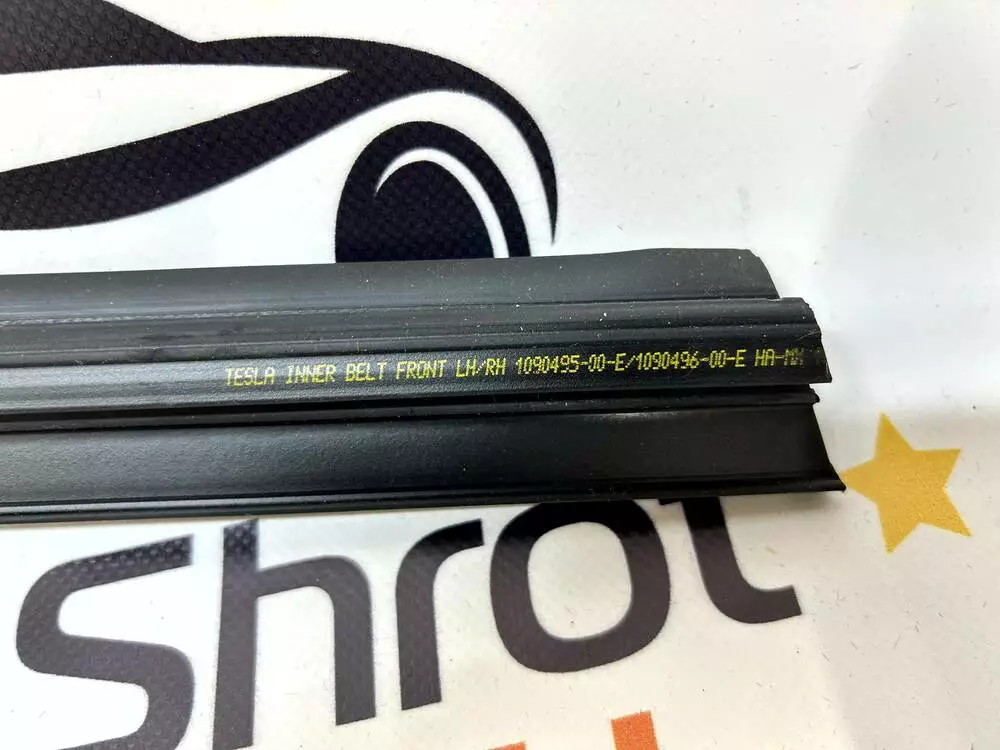 TESLA INNER BELT FRONT LH/RH 1090495-00-E/1090496-00-E HA-MX
Shrot